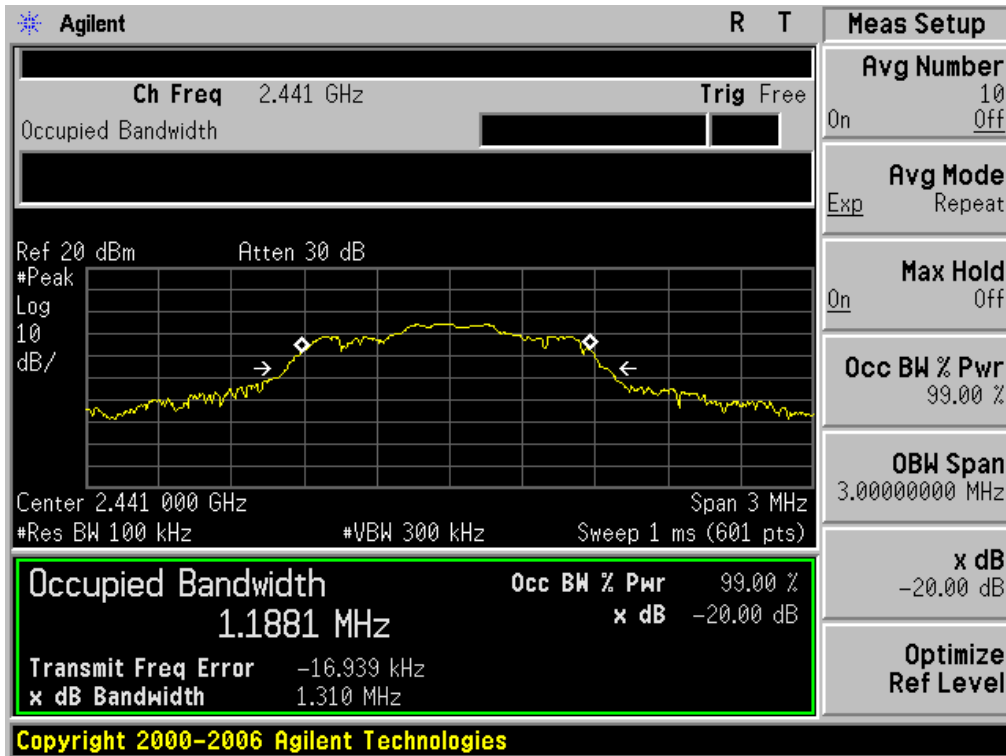 Agilent R T
Ch Freq 2.441 GHz Trig Free
Occupied Bandwidth
Ref 20 dBm Atten 30 dB
#Peak
Log
10
dB/
Center 2.441 000 GHz Span 3 MHz
#Res BW 100 kHz #VBW 300 kHz Sweep 1 ms (601 pts)
Occupied Bandwidth Occ BW % Pwr 99.00 %
1.1881 MHz x dB -20.00 dB
Transmit Freq Error -16.939 kHz
x dB Bandwidth 1.310 MHz
Copyright 2000-2006 Agilent Technologies
Meas Setup
Avg Number
10
On Off
Avg Mode
Exp Repeat
Max Hold
On Off
Occ BW % Pwr
99.00 %
OBW Span
3.00000000 MHz
x dB
-20.00 dB
Optimize
Ref Level